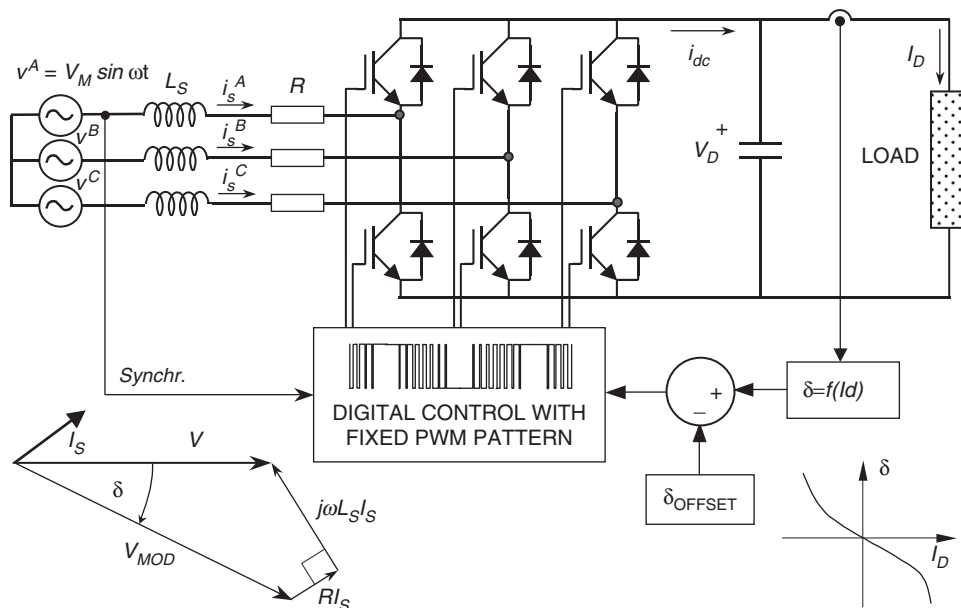 v^A = V_M sin ωt
L_S
i_s^A
R
i_dc
I_D
v^B
i_s^B
v^C
i_s^C
V_D
+
LOAD
Synchr.
DIGITAL CONTROL WITH
FIXED PWM PATTERN
+
−
δ=f(Id)
δ_OFFSET
I_S
V
δ
V_MOD
jωL_SI_S
RI_S
δ
I_D